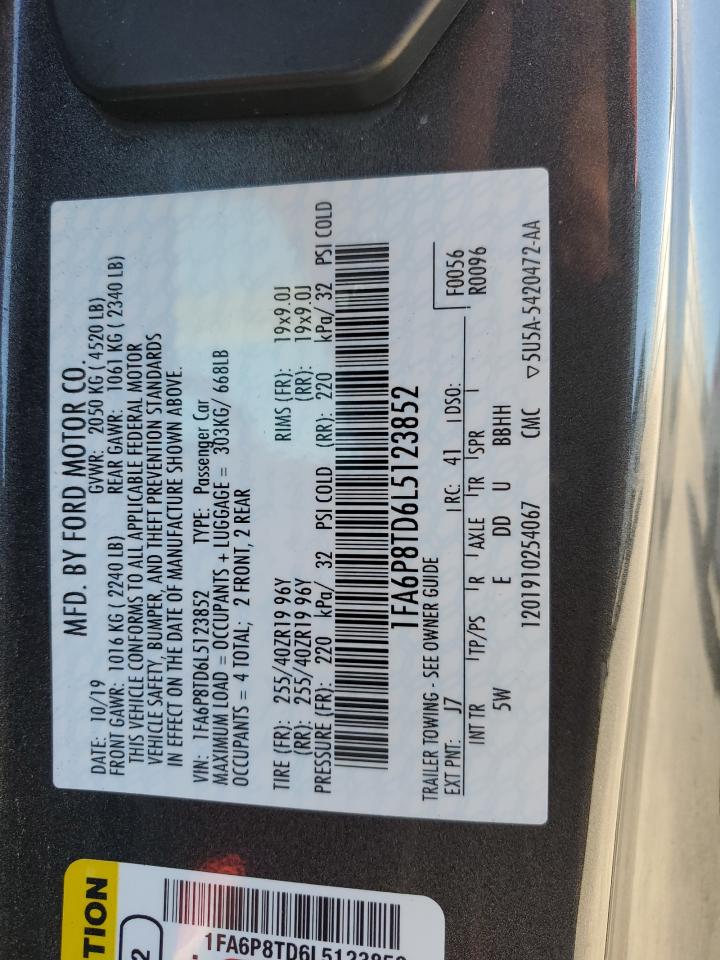 MFD. BY FORD MOTOR CO.
DATE: 10/19 GVWR: 2050 KG ( 4520 LB)
FRONT GAWR: 1016 KG ( 2240 LB) REAR GAWR: 1061 KG ( 2340 LB)
THIS VEHICLE CONFORMS TO ALL APPLICABLE FEDERAL MOTOR
VEHICLE SAFETY, BUMPER, AND THEFT PREVENTION STANDARDS
IN EFFECT ON THE DATE OF MANUFACTURE SHOWN ABOVE.
VIN: 1FA6P8TD6L5123852 TYPE: Passenger Car
MAXIMUM LOAD = OCCUPANTS + LUGGAGE = 303KG/ 668LB
OCCUPANTS = 4 TOTAL; 2 FRONT, 2 REAR
TIRE (FR): 255/40ZR19 96Y RIMS (FR): 19x9.0J
(RR): 255/40ZR19 96Y (RR): 19x9.0J
PRESSURE (FR): 220 kPa/ 32 PSI COLD (RR): 220 kPa/ 32 PSI COLD
1FA6P8TD6L5123852
TRAILER TOWING - SEE OWNER GUIDE F0056
EXT PNT: J7 RC: 41 DSO: R0096
INT TR TP/PS R AXLE TR SPR
5W E DD U BBHH
1201910254067 CMC ▽5U5A-5420472-AA
TION
2
1FA6P8TD6L5123852